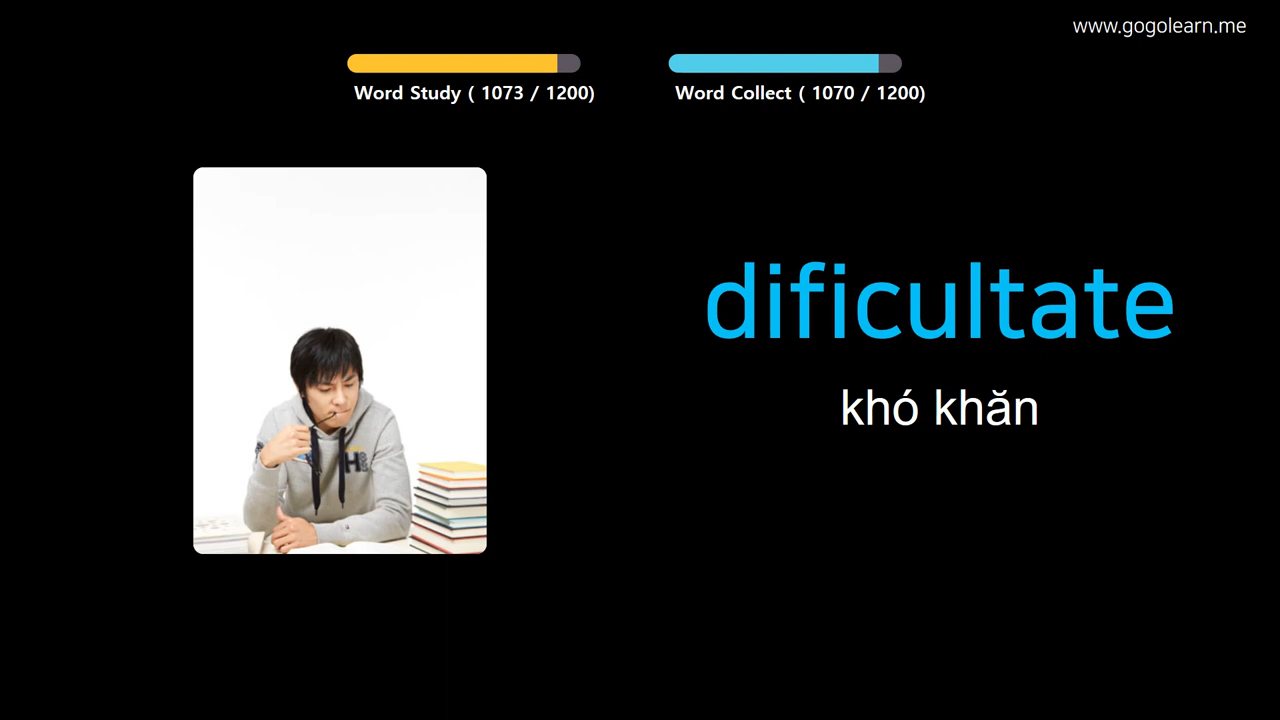 www.gogolearn.me
Word Study ( 1073 / 1200)
Word Collect ( 1070 / 1200)
dificultate
khó khăn